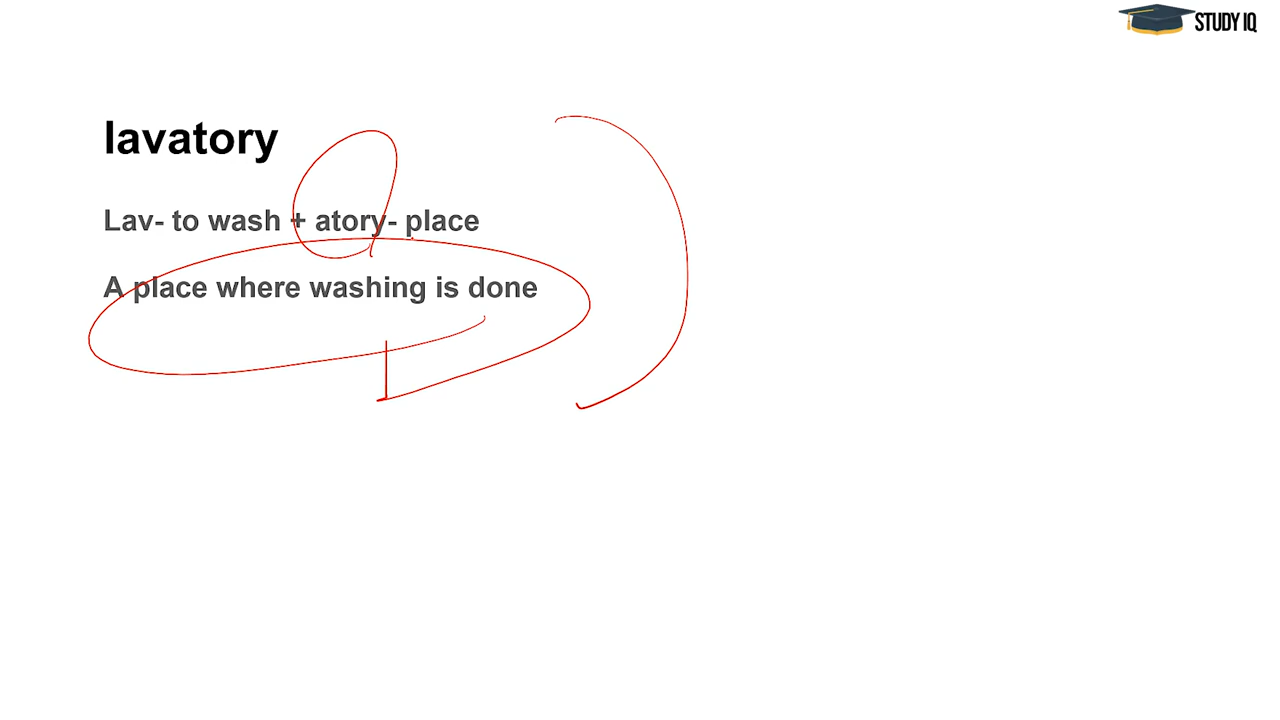 STUDY IQ
lavatory
Lav- to wash + atory- place
A place where washing is done